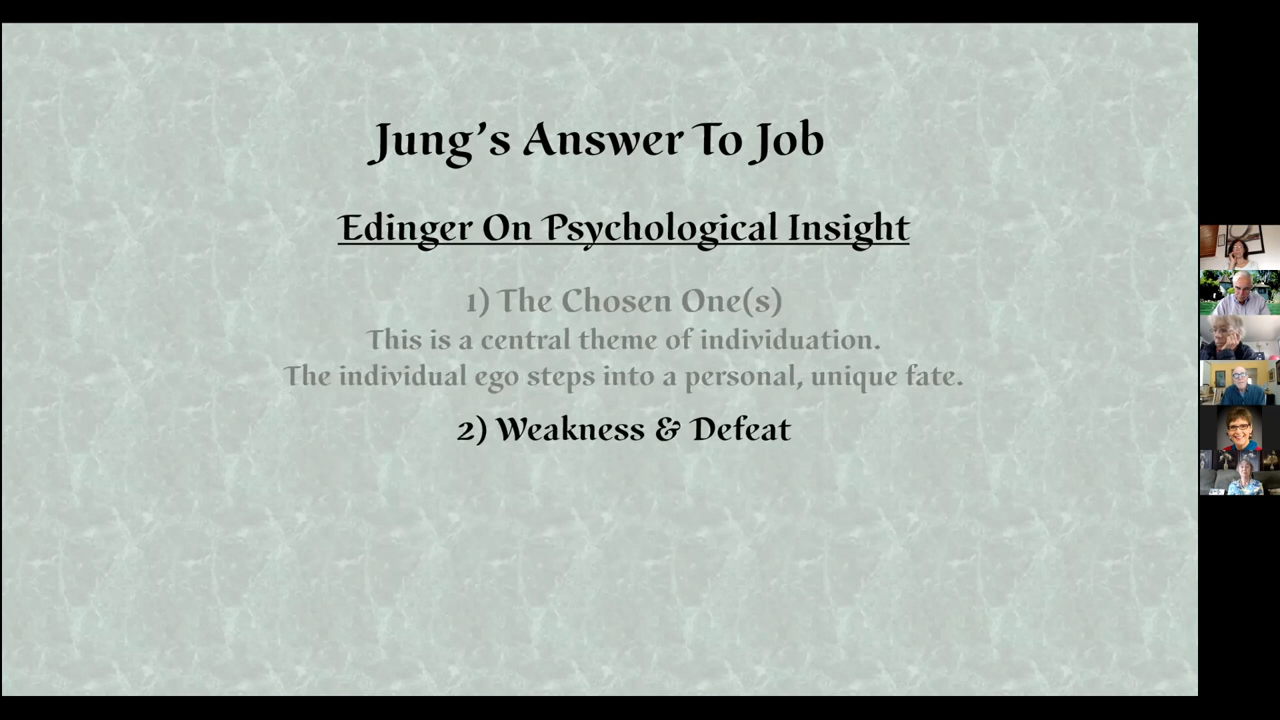 Jung’s Answer To Job
Edinger On Psychological Insight
1) The Chosen One(s)
This is a central theme of individuation.
The individual ego steps into a personal, unique fate.
2) Weakness & Defeat